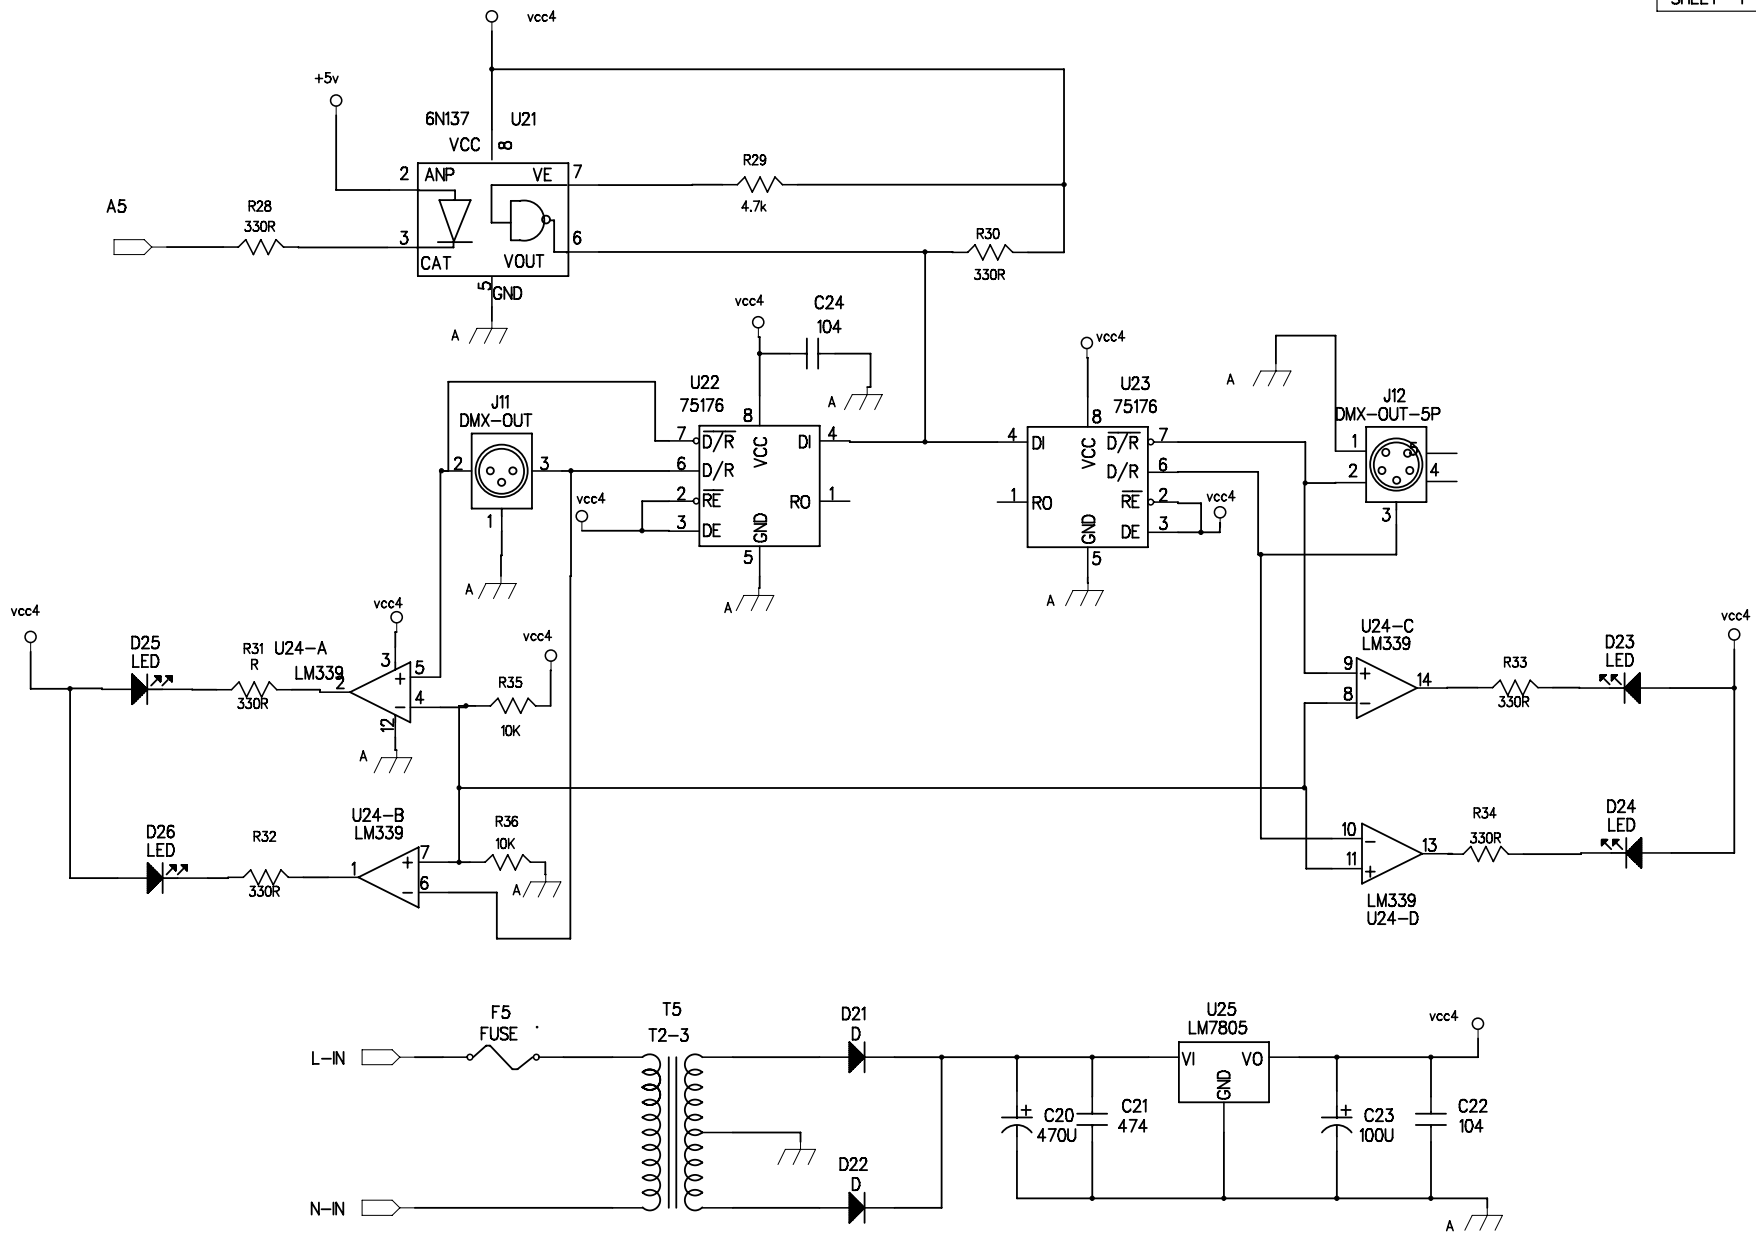 SHEET 1
vcc4
+5v
6N137 U21
VCC 8
2 ANP VE 7
R29
4.7k
A5
R28
330R
3
CAT VOUT
6
R30
330R
5 GND
A
vcc4
C24
104
A
vcc4
A
U22
75176
8
7 D/R
6 D/R
2 RE
3 DE
VCC
GND
DI 4
RO 1
5
A
J11
DMX-OUT
2 3
1
A
vcc4
U23
75176
8
4 DI
1 RO
VCC
GND
D/R 7
D/R 6
RE 2
DE 3
5
A
vcc4
J12
DMX-OUT-5P
1
2
5
4
3
vcc4
D25
LED
R31
R
330R
U24-A
LM339
vcc4
3
2
5
+
4
-
12
A
vcc4
R35
10K
U24-C
LM339
9 +
8 -
14
R33
330R
D23
LED
vcc4
D26
LED
R32
330R
U24-B
LM339
1
+ 7
- 6
R36
10K
A
10 -
11 +
13
LM339
U24-D
R34
330R
D24
LED
F5
FUSE
T5
T2-3
D21
D
U25
LM7805
vcc4
L-IN
VI VO
GND
+ C20
470U
C21
474
+ C23
100U
C22
104
D22
D
N-IN
A